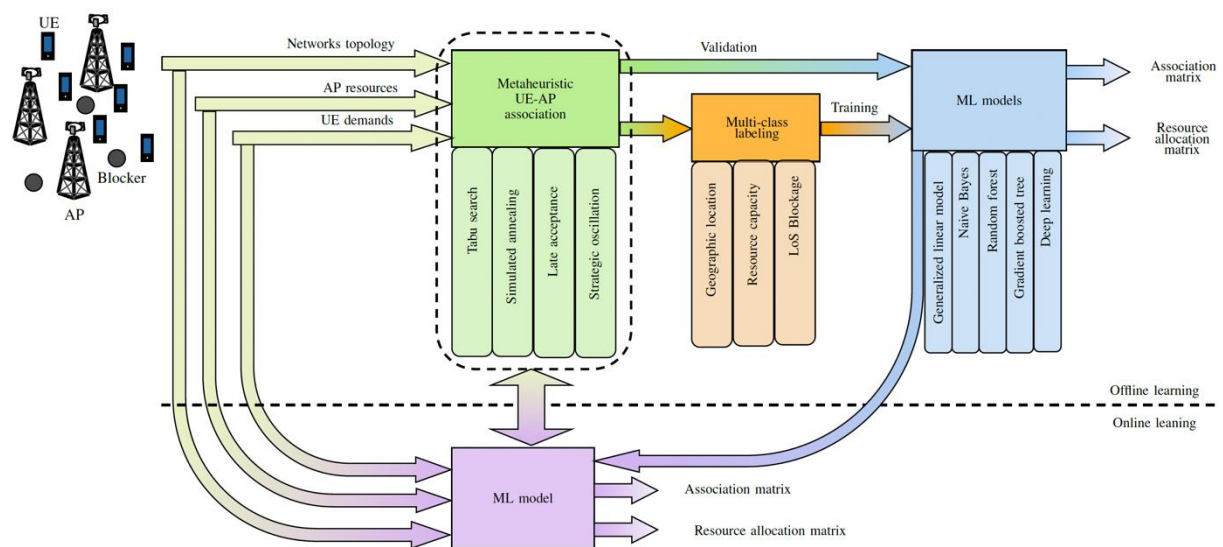 UE
Blocker
AP
Networks topology
AP resources
UE demands
Metaheuristic
UE-AP
association
Tabu search
Simulated annealing
Late acceptance
Strategic oscillation
Validation
Multi-class
labeling
Geographic location
Resource capacity
LoS Blockage
Training
ML models
Generalized linear model
Naive Bayes
Random forest
Gradient boosted tree
Deep learning
Association
matrix
Resource
allocation
matrix
Offline learning
Online leaning
ML model
Association matrix
Resource allocation matrix